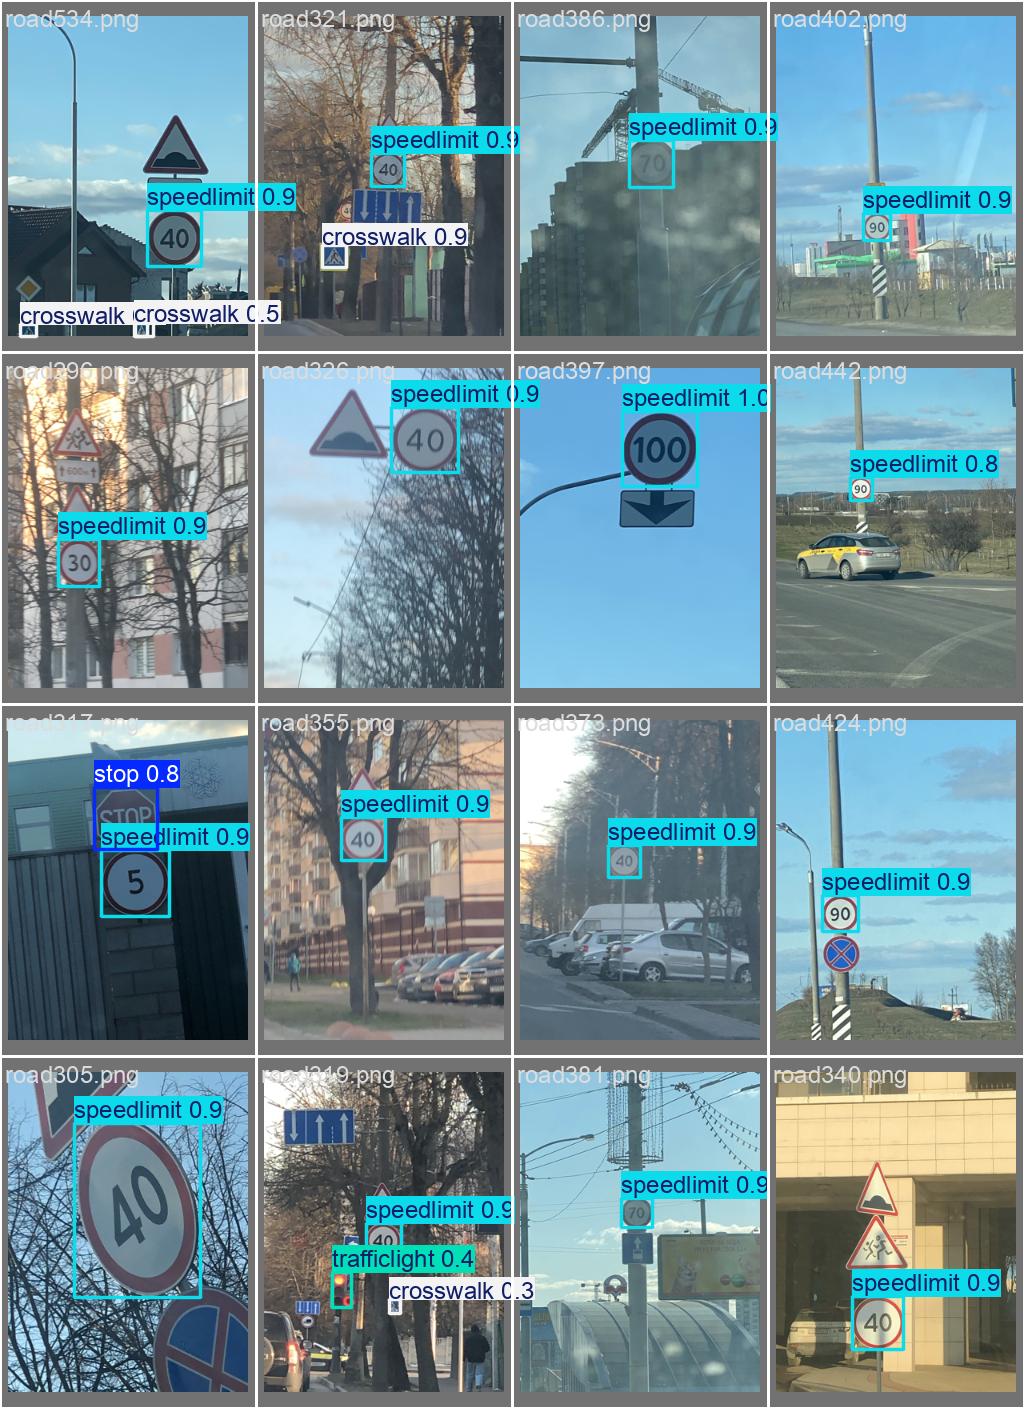 road534.png
speedlimit 0.9
40
crosswalk
crosswalk 0.5
road321.png
speedlimit 0.9
40
crosswalk 0.9
road386.png
speedlimit 0.9
70
road402.png
speedlimit 0.9
90
road296.png
600m
speedlimit 0.9
30
road326.png
speedlimit 0.9
40
road397.png
speedlimit 1.0
100
road442.png
speedlimit 0.8
90
road317.png
stop 0.8
STOP
speedlimit 0.9
5
road355.png
speedlimit 0.9
40
road373.png
speedlimit 0.9
40
road424.png
speedlimit 0.9
90
road305.png
speedlimit 0.9
40
road319.png
speedlimit 0.9
40
trafficlight 0.4
crosswalk 0.3
road381.png
speedlimit 0.9
70
road340.png
speedlimit 0.9
40